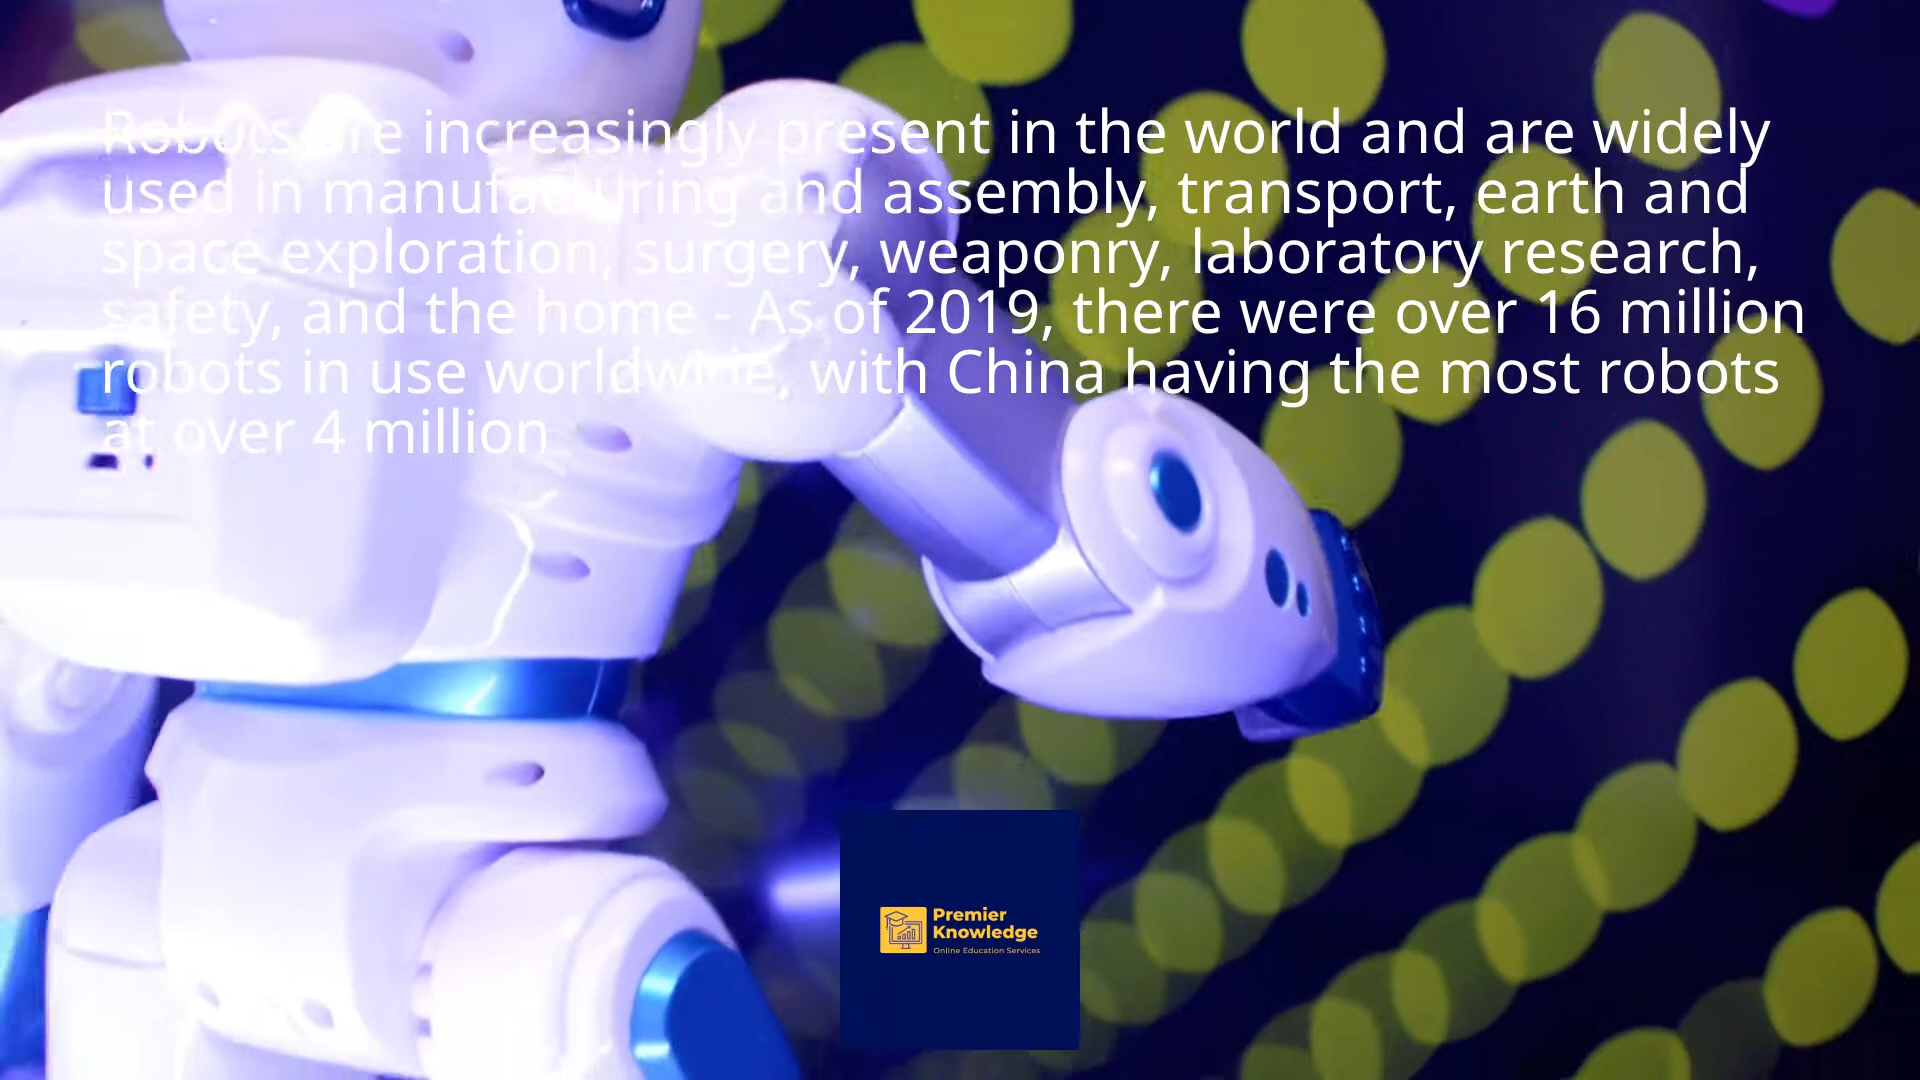 Robots are increasingly present in the world and are widely
used in manufacturing and assembly, transport, earth and
space exploration, surgery, weaponry, laboratory research,
safety, and the home - As of 2019, there were over 16 million
robots in use worldwide, with China having the most robots
at over 4 million
Premier
Knowledge
Online Education Services